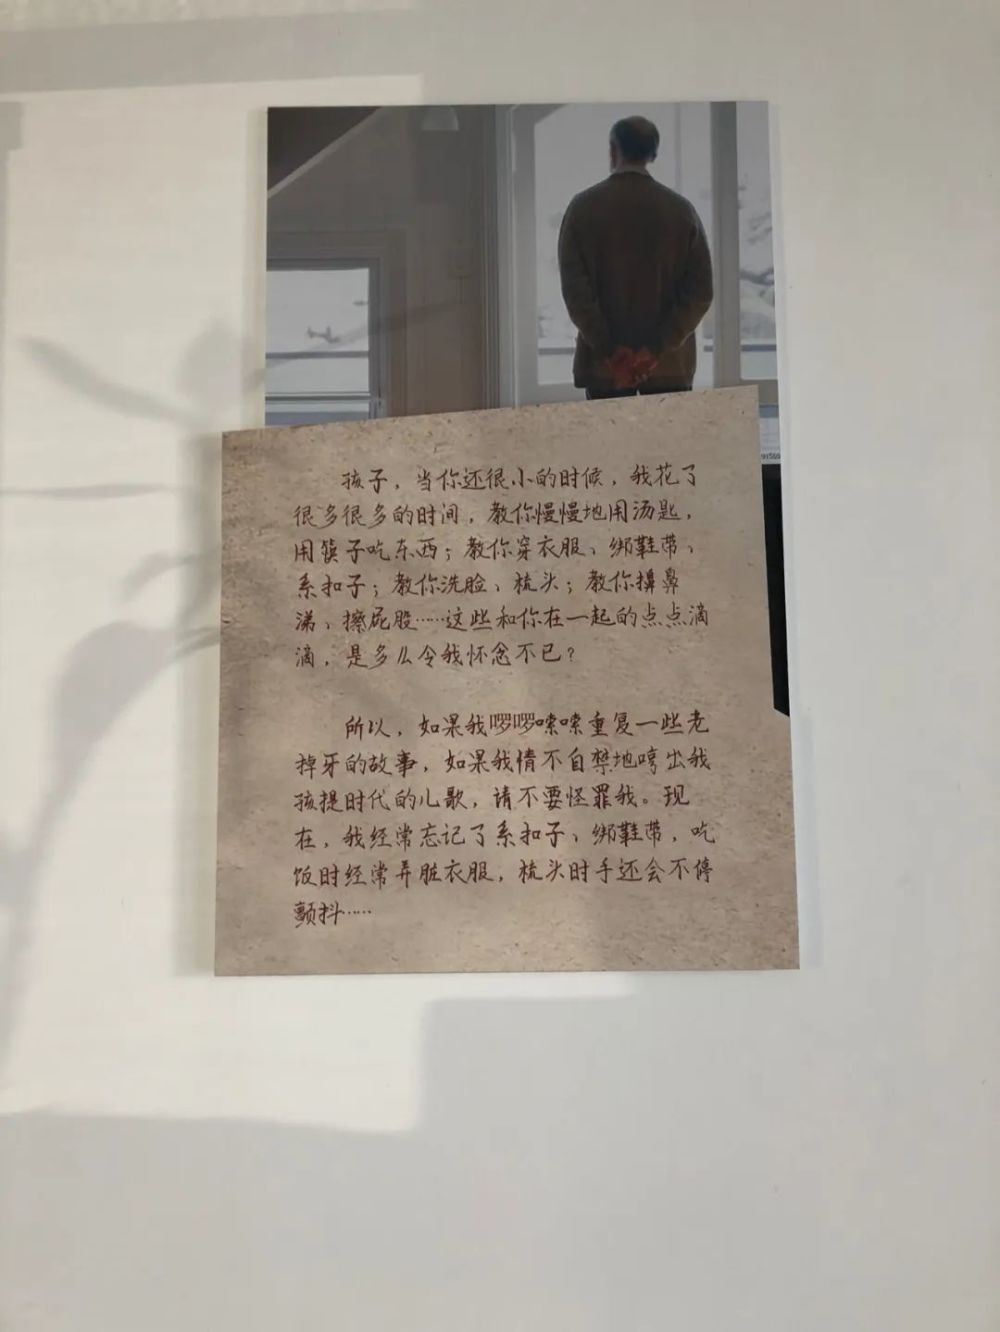 孩子，当你还很小的时候，我花了
很多很多的时间，教你慢慢地用汤匙，
用筷子吃东西；教你穿衣服、绑鞋带、
系扣子；教你洗脸、梳头；教你擤鼻
涕、擦屁股……这些和你在一起的点点滴
滴，是多么令我怀念不已？
所以，如果我啰啰嗦嗦重复一些老
掉牙的故事，如果我情不自禁地哼出我
孩提时代的儿歌，请不要怪罪我。现
在，我经常忘记了系扣子、绑鞋带，吃
饭时经常弄脏衣服，梳头时手还会不停
颤抖……